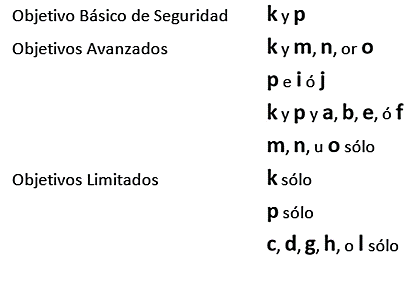 Objetivo Básico de Seguridad k y p
Objetivos Avanzados k y m, n, or o
p e i ó j
k y p y a, b, e, ó f
m, n, u o sólo
Objetivos Limitados k sólo
p sólo
c, d, g, h, o l sólo